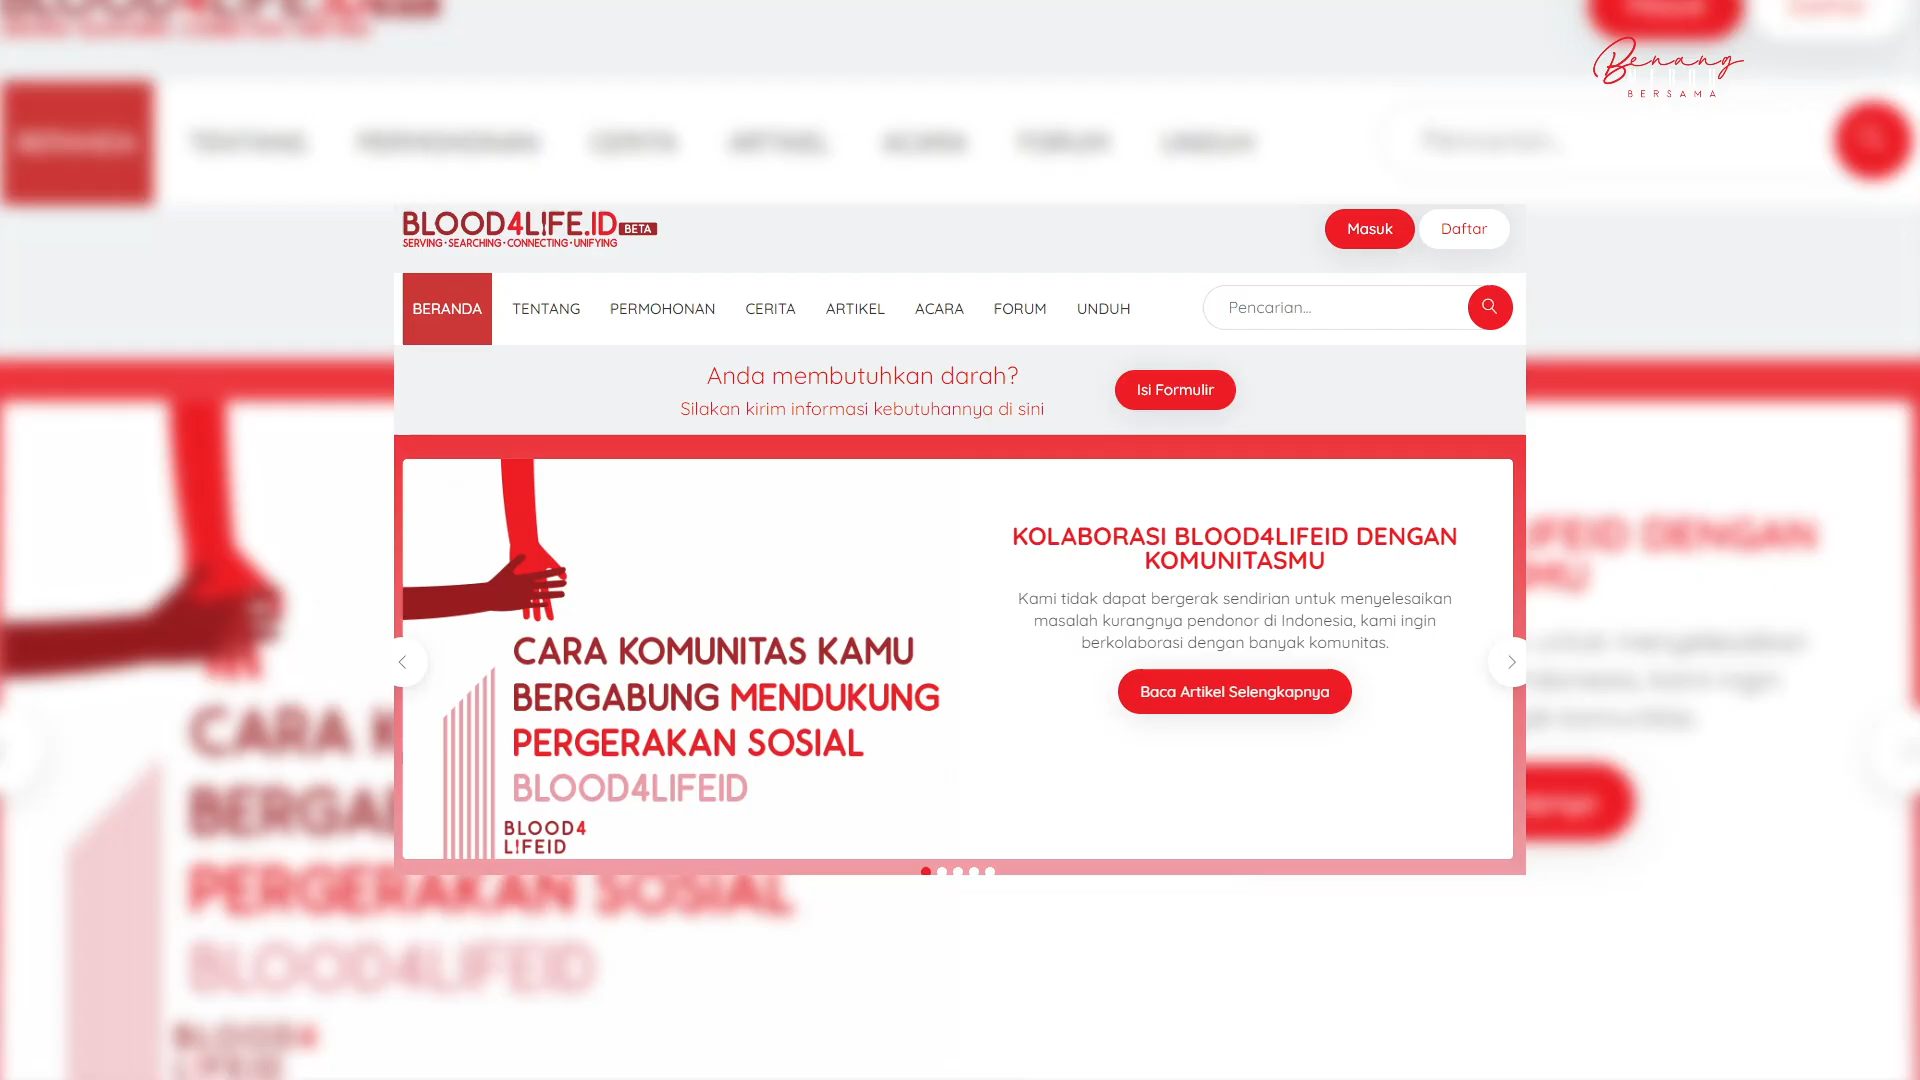 Benang
BERSAMA
BLOOD4LIFE.ID BETA
SERVING • SEARCHING • CONNECTING • UNIFYING
Masuk
Daftar
BERANDA
TENTANG
PERMOHONAN
CERITA
ARTIKEL
ACARA
FORUM
UNDUH
Pencarian...
Anda membutuhkan darah?
Silakan kirim informasi kebutuhannya di sini
Isi Formulir
CARA KOMUNITAS KAMU
BERGABUNG MENDUKUNG
PERGERAKAN SOSIAL
BLOOD4LIFEID
BLOOD4
L!FEID
KOLABORASI BLOOD4LIFEID DENGAN
KOMUNITASMU
Kami tidak dapat bergerak sendirian untuk menyelesaikan
masalah kurangnya pendonor di Indonesia, kami ingin
berkolaborasi dengan banyak komunitas.
Baca Artikel Selengkapnya